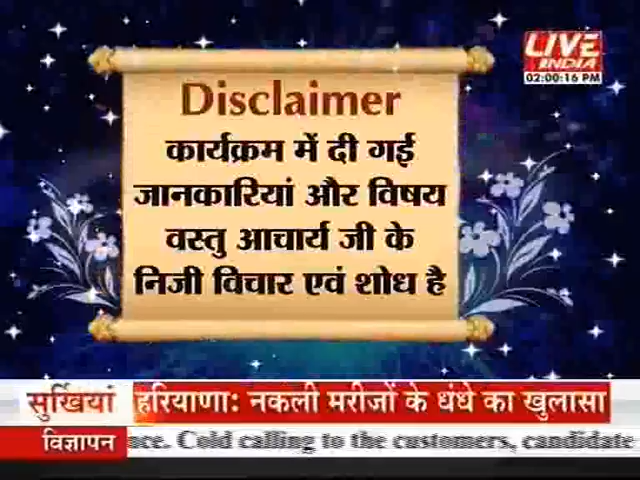 LIVE
INDIA
02:00:16 PM
Disclaimer
कार्यक्रम में दी गई
जानकारियां और विषय
वस्तु आचार्य जी के
निजी विचार एवं शोध है
सुर्खियां हरियाणा: नकली मरीजों के धंधे का खुलासा
विज्ञापन nce. Cold calling to the customers, candidate